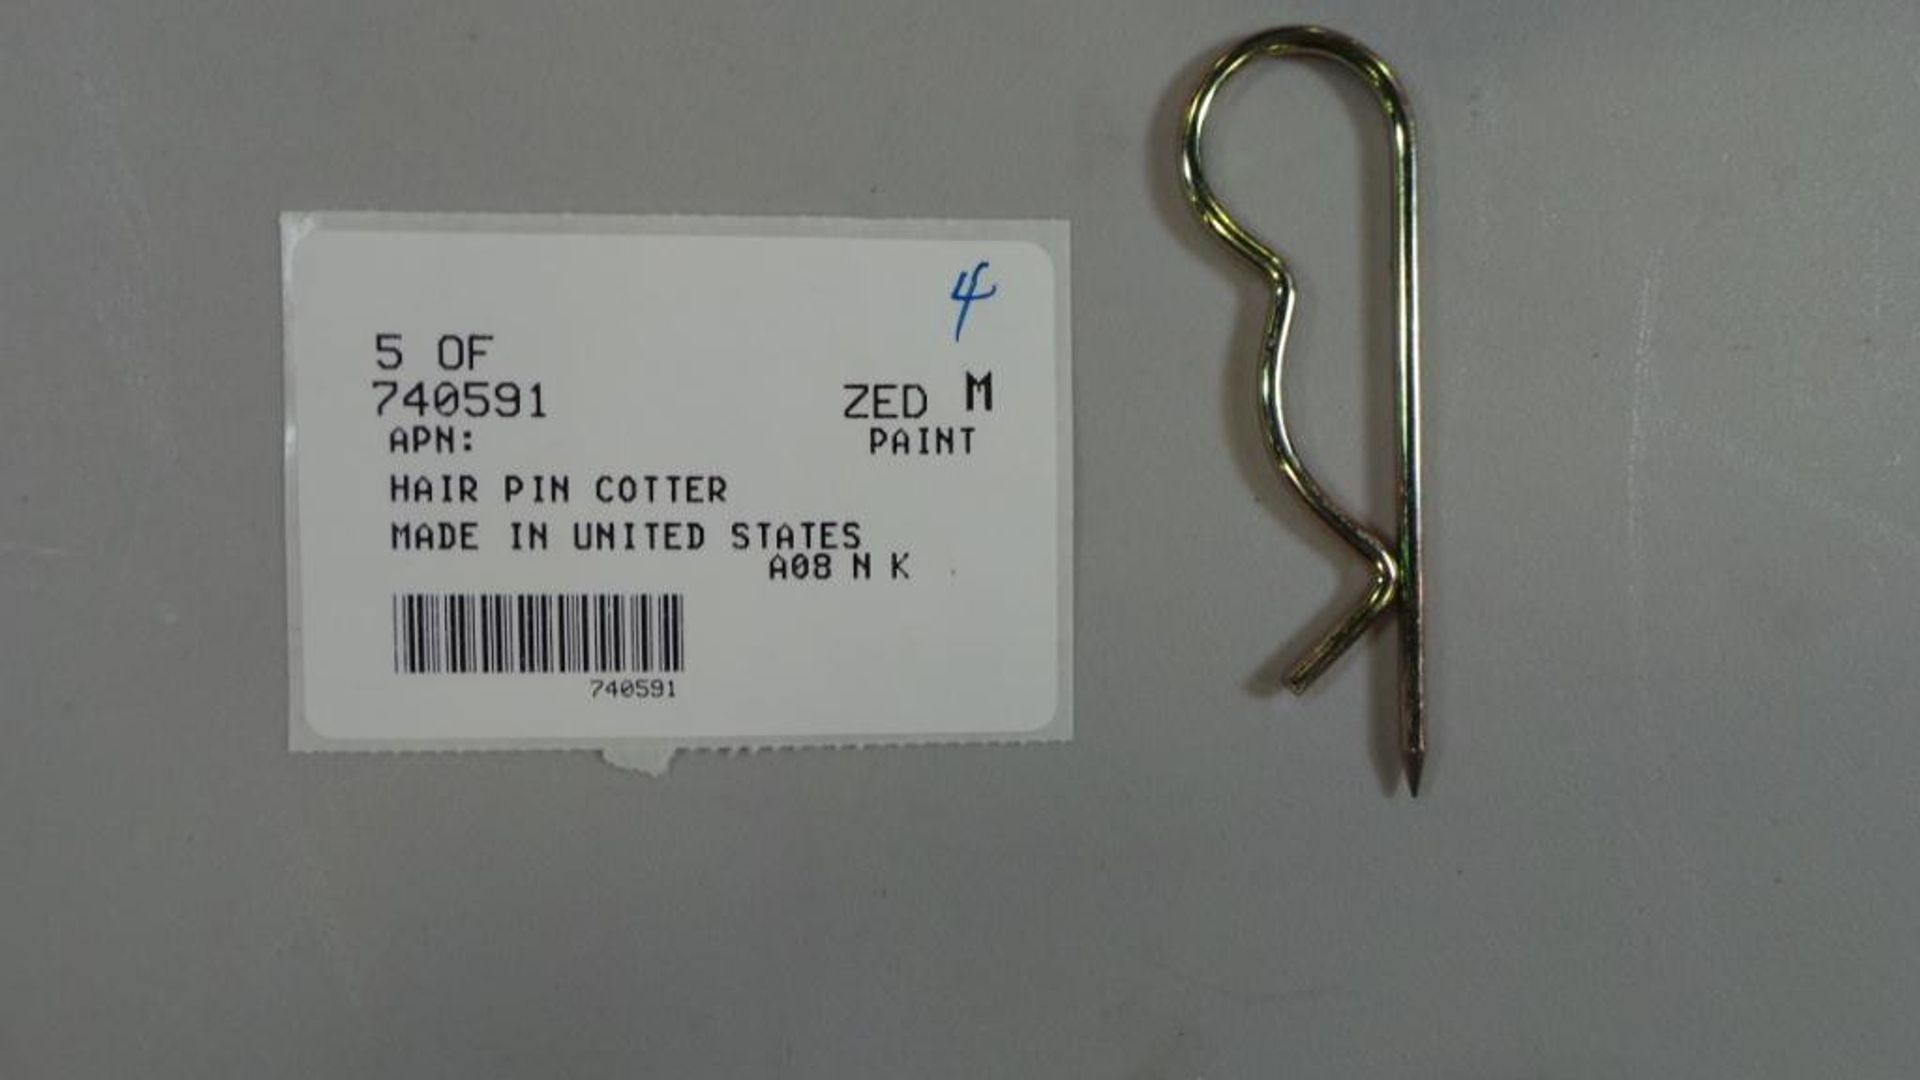 4
5 OF
740591 ZED M
APN: PAINT
HAIR PIN COTTER
MADE IN UNITED STATES
A08 N K
740591